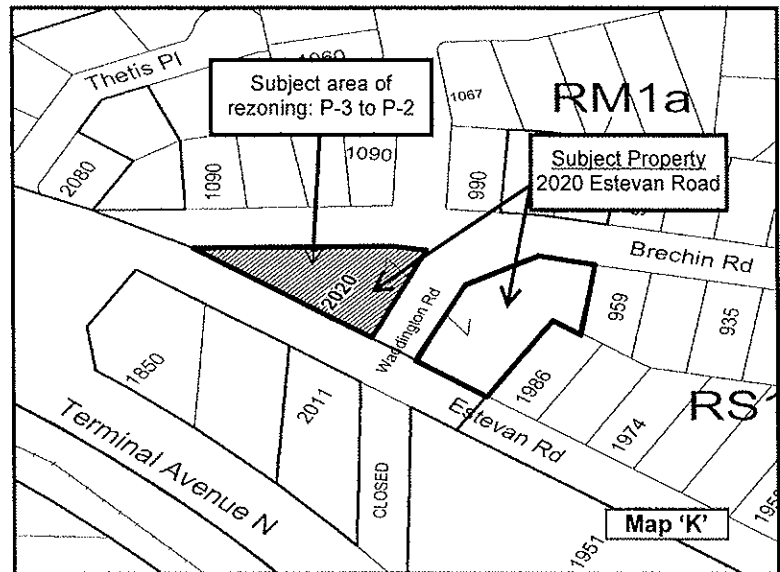 Thetis Pl
1060
Subject area of
rezoning: P-3 to P-2
1067
RM1a
2080
1090
1090
990
Subject Property
2020 Estevan Road
Brechin Rd
2020
Waddington Rd
959
935
1850
2011
1986
RS
Estevan Rd
1974
Terminal Avenue N
CLOSED
Map 'K'
1951